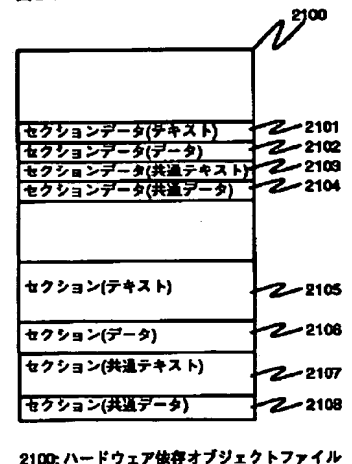 2100
セクションデータ(テキスト) 2101
セクションデータ(データ) 2102
セクションデータ(共通テキスト) 2103
セクションデータ(共通データ) 2104
セクション(テキスト) 2105
セクション(データ) 2106
セクション(共通テキスト) 2107
セクション(共通データ) 2108
2100: ハードウェア依存オブジェクトファイル